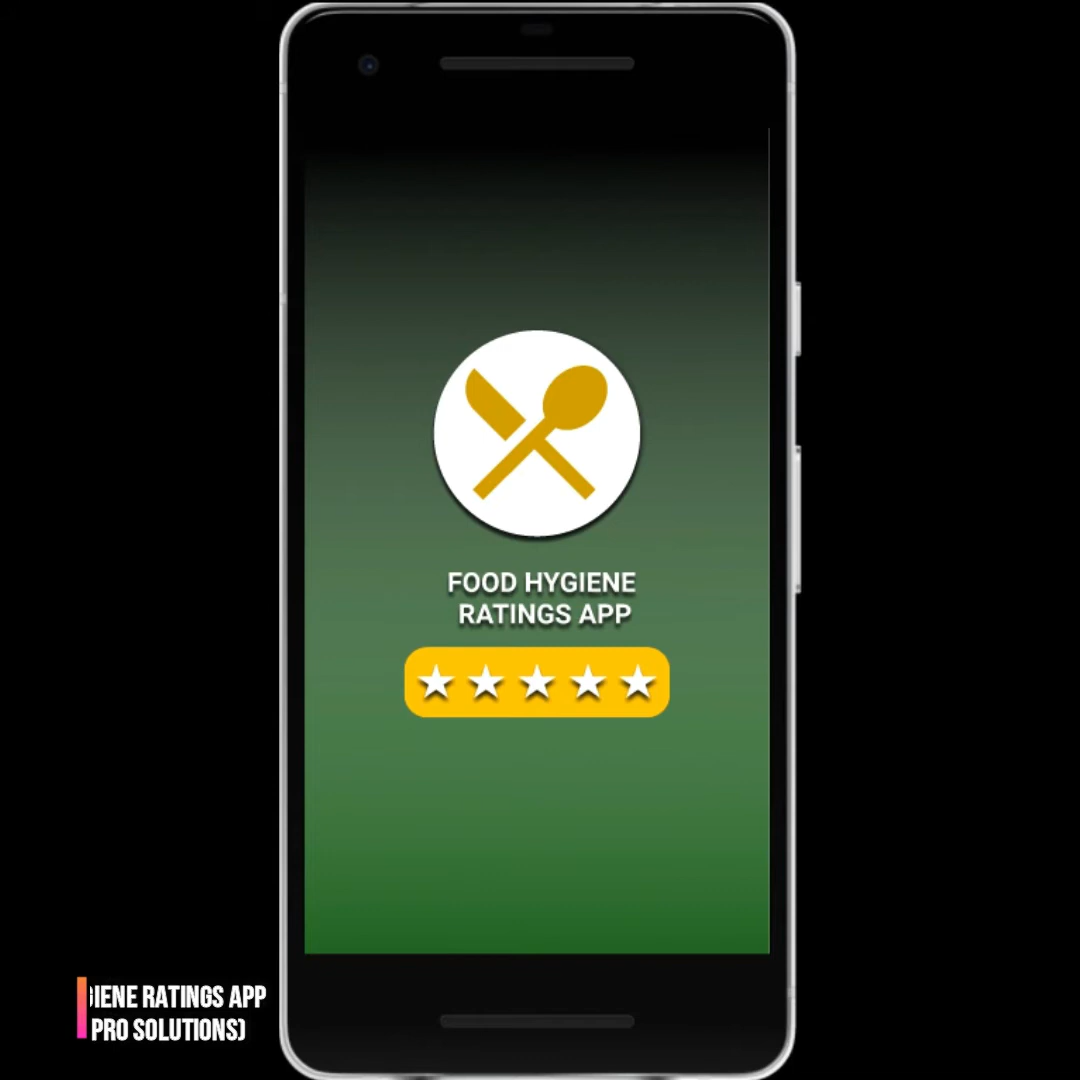 FOOD HYGIENE
RATINGS APP
IENE RATINGS APP
PRO SOLUTIONS)